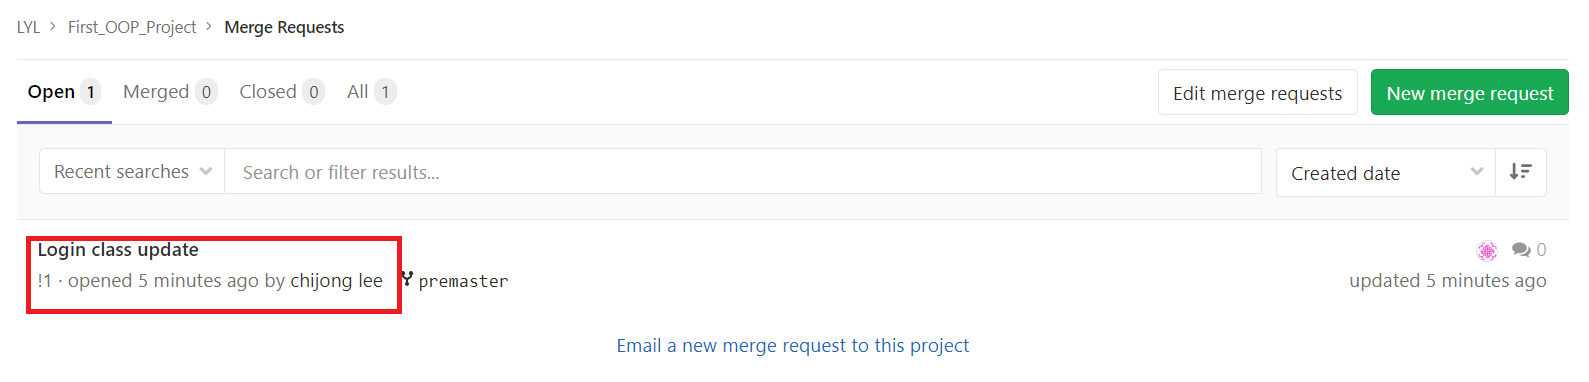 LYL > First_OOP_Project > Merge Requests
Open 1 Merged 0 Closed 0 All 1 Edit merge requests New merge request
Recent searches Search or filter results... Created date
Login class update 0
!1 · opened 5 minutes ago by chijong lee premaster updated 5 minutes ago
Email a new merge request to this project